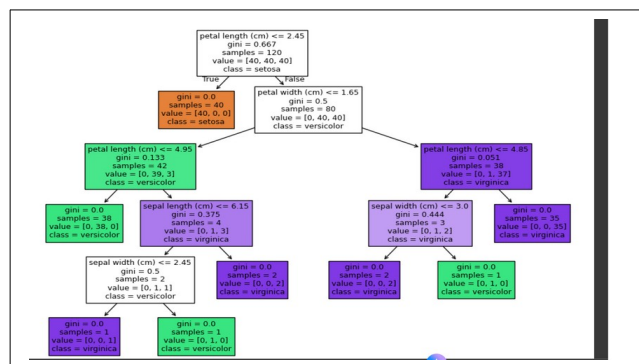 petal length (cm) <= 2.45
gini = 0.667
samples = 120
value = [40, 40, 40]
class = setosa
True
False
gini = 0.0
samples = 40
value = [40, 0, 0]
class = setosa
petal width (cm) <= 1.65
gini = 0.5
samples = 80
value = [0, 40, 40]
class = versicolor
petal length (cm) <= 4.95
gini = 0.133
samples = 42
value = [0, 39, 3]
class = versicolor
petal length (cm) <= 4.85
gini = 0.051
samples = 38
value = [0, 1, 37]
class = virginica
gini = 0.0
samples = 38
value = [0, 38, 0]
class = versicolor
sepal length (cm) <= 6.15
gini = 0.375
samples = 4
value = [0, 1, 3]
class = virginica
sepal width (cm) <= 3.0
gini = 0.444
samples = 3
value = [0, 1, 2]
class = virginica
gini = 0.0
samples = 35
value = [0, 0, 35]
class = virginica
sepal width (cm) <= 2.45
gini = 0.5
samples = 2
value = [0, 1, 1]
class = versicolor
gini = 0.0
samples = 2
value = [0, 0, 2]
class = virginica
gini = 0.0
samples = 2
value = [0, 0, 2]
class = virginica
gini = 0.0
samples = 1
value = [0, 1, 0]
class = versicolor
gini = 0.0
samples = 1
value = [0, 0, 1]
class = virginica
gini = 0.0
samples = 1
value = [0, 1, 0]
class = versicolor